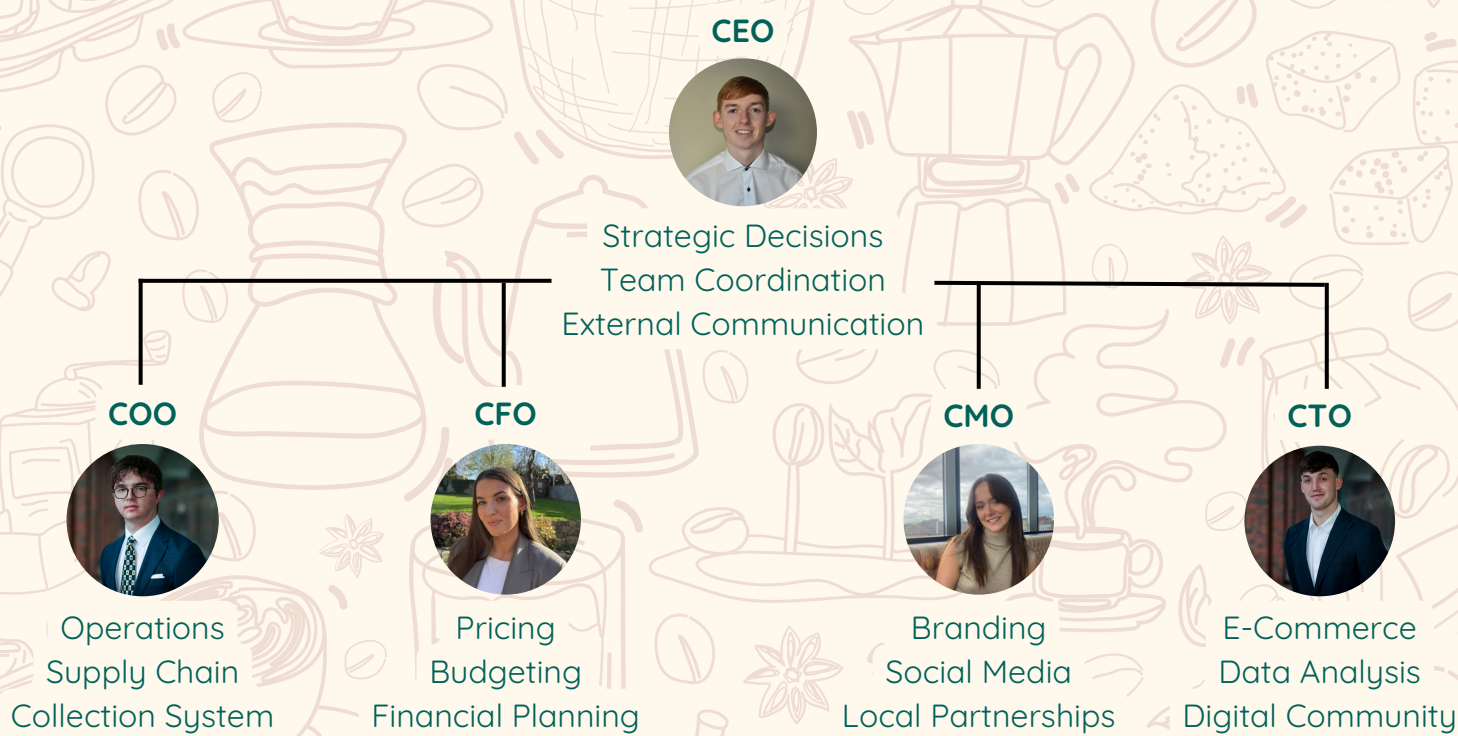 CEO
Strategic Decisions
Team Coordination
External Communication
COO
Operations
Supply Chain
Collection System
CFO
Pricing
Budgeting
Financial Planning
CMO
Branding
Social Media
Local Partnerships
CTO
E-Commerce
Data Analysis
Digital Community